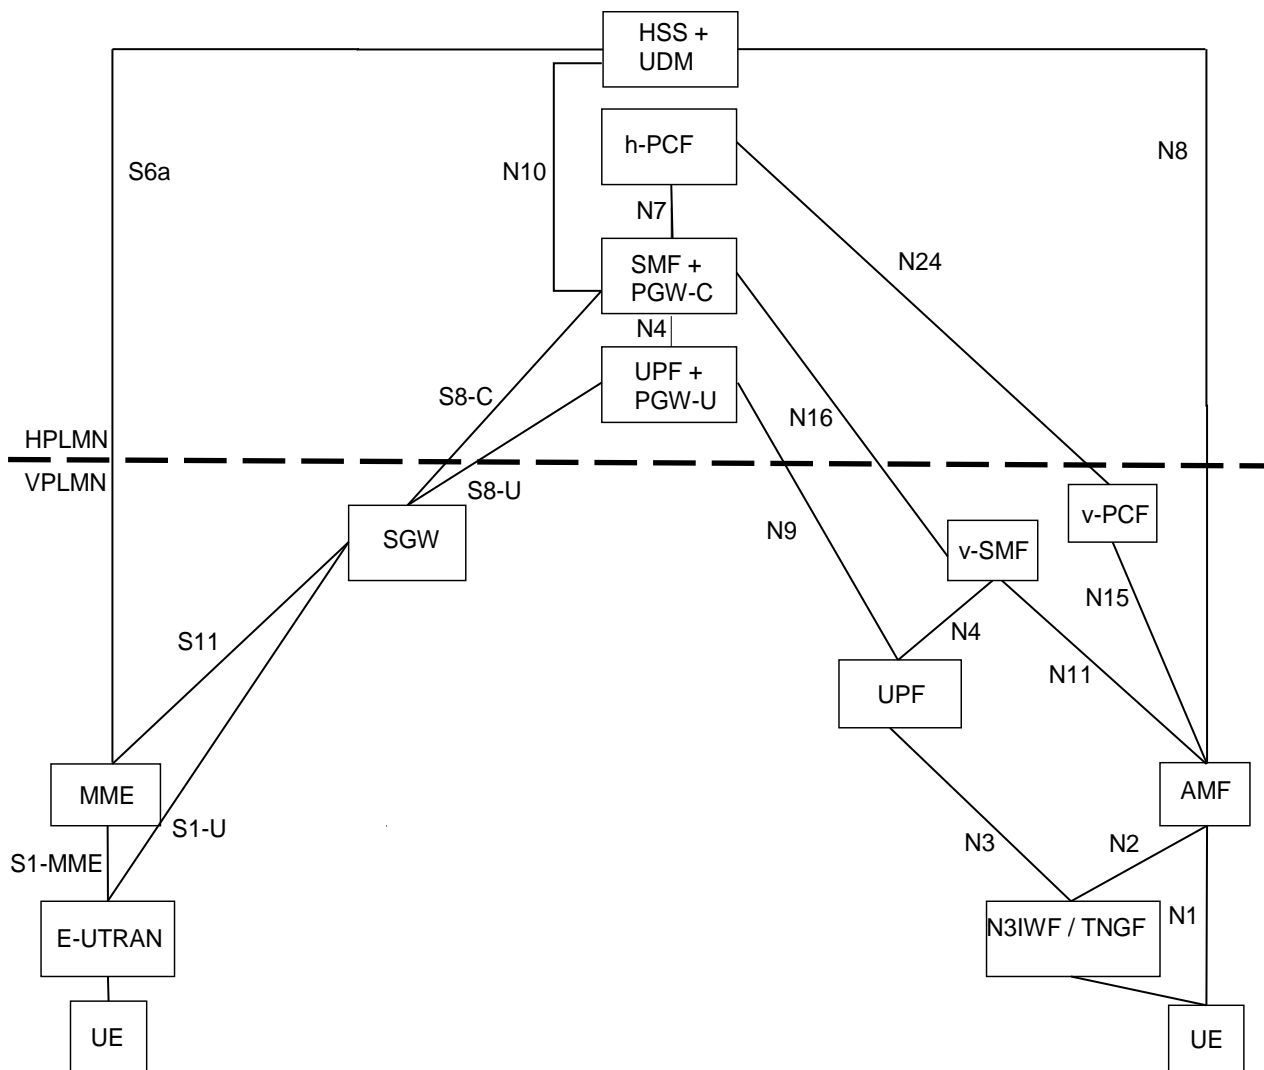 HSS +
UDM
h-PCF
S6a
N10
N8
N7
N24
SMF +
PGW-C
N4
UPF +
PGW-U
S8-C
N16
HPLMN
VPLMN
S8-U
v-PCF
N9
SGW
v-SMF
N15
S11
N4
N11
UPF
MME
AMF
S1-U
N3
N2
S1-MME
N1
E-UTRAN
N3IWF / TNGF
UE
UE